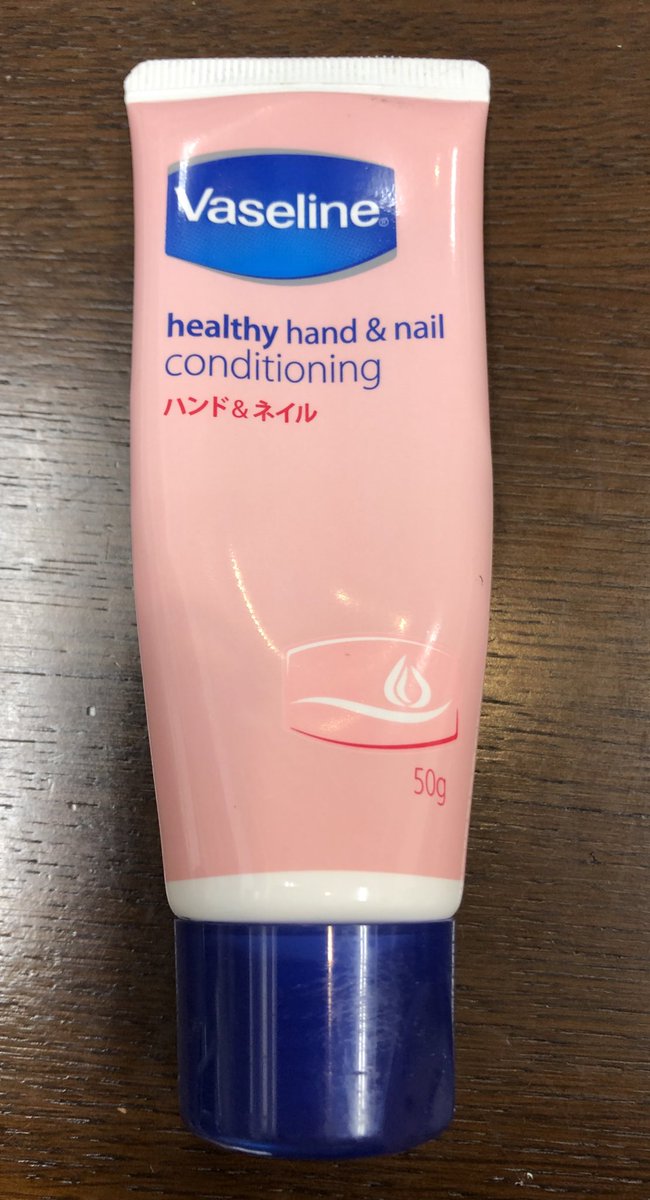 Vaseline®
healthy hand & nail
conditioning
ハンド&ネイル
50g